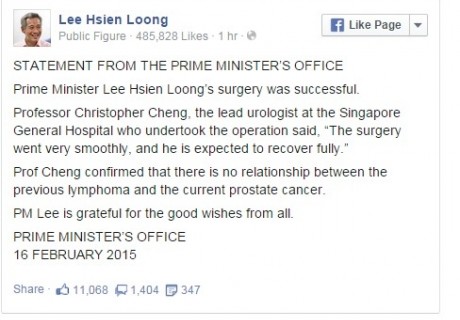 Lee Hsien Loong
Public Figure · 485,828 Likes · 1 hr ·
Like Page
STATEMENT FROM THE PRIME MINISTER'S OFFICE
Prime Minister Lee Hsien Loong's surgery was successful.
Professor Christopher Cheng, the lead urologist at the Singapore
General Hospital who undertook the operation said, “The surgery
went very smoothly, and he is expected to recover fully.”
Prof Cheng confirmed that there is no relationship between the
previous lymphoma and the current prostate cancer.
PM Lee is grateful for the good wishes from all.
PRIME MINISTER'S OFFICE
16 FEBRUARY 2015
Share · 11,068 1,404 347